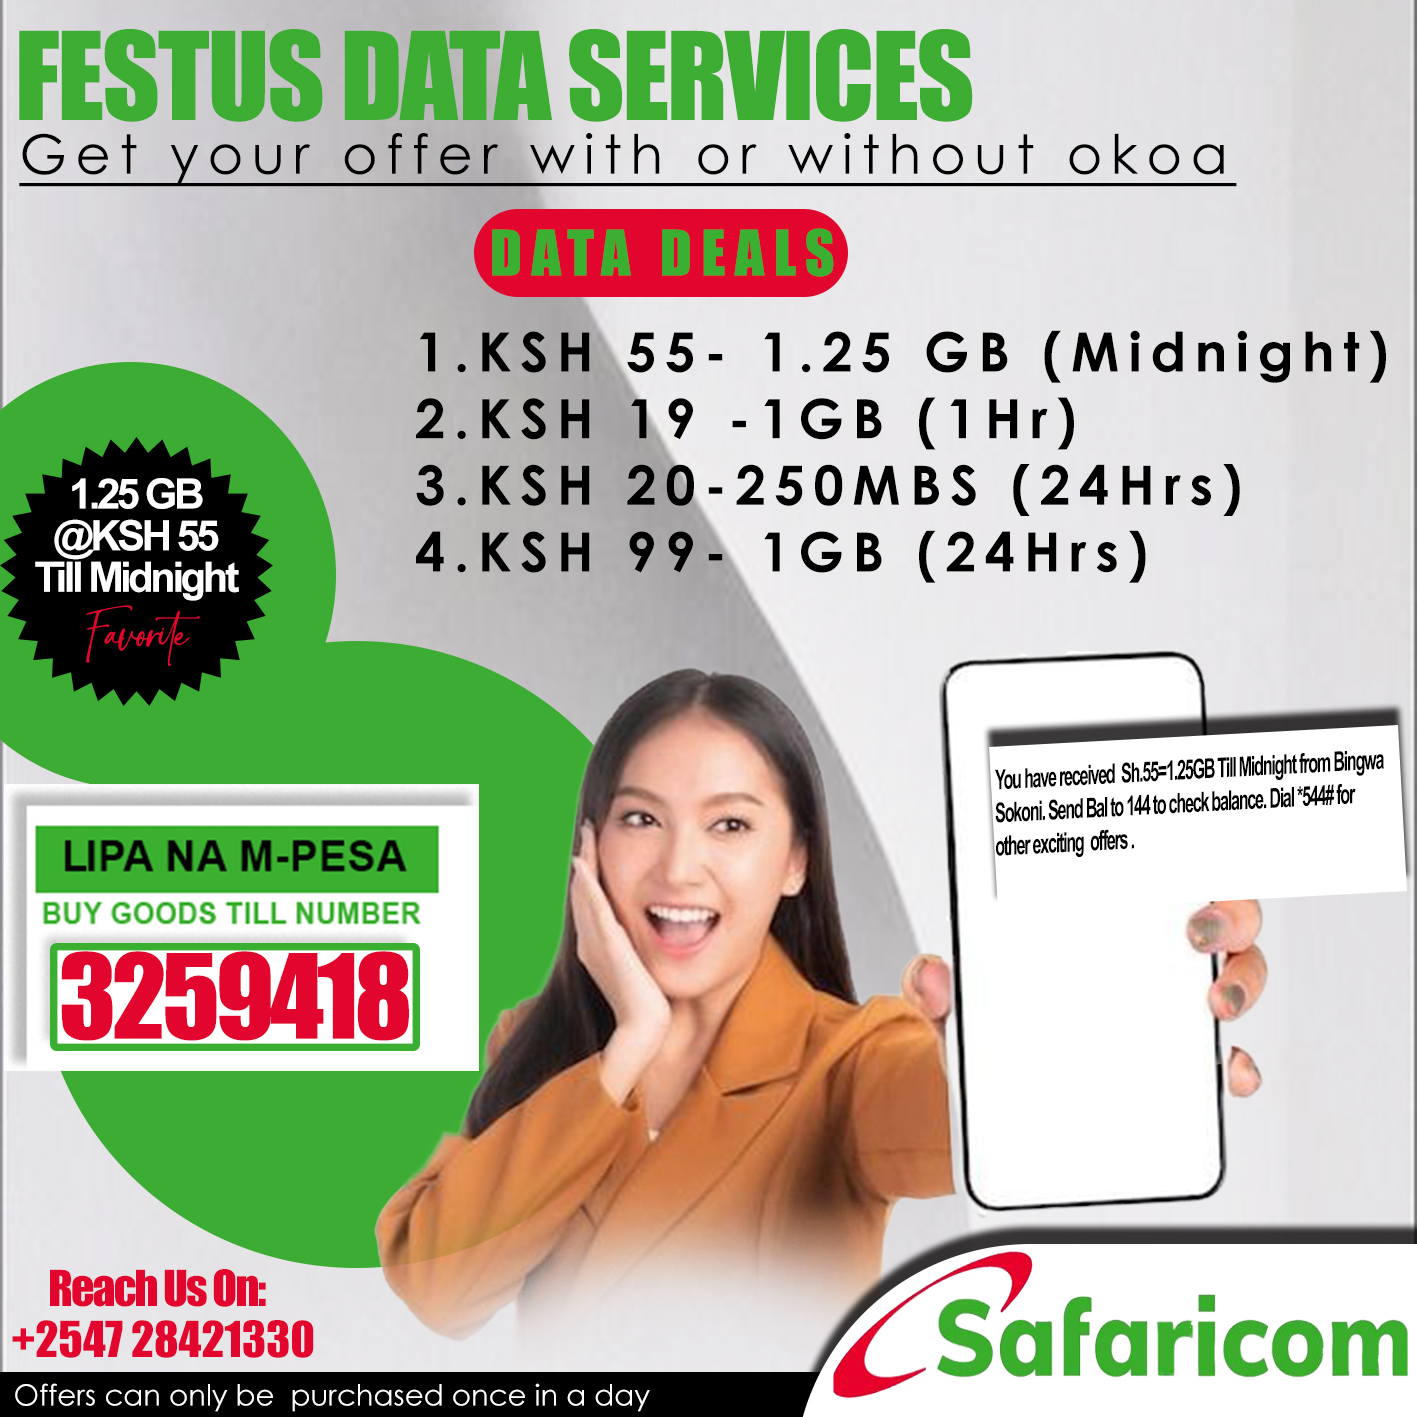 FESTUS DATA SERVICES
Get your offer with or without okoa
DATA DEALS
1.KSH 55- 1.25 GB (Midnight)
2.KSH 19 -1GB (1Hr)
3.KSH 20-250MBS (24Hrs)
4.KSH 99- 1GB (24Hrs)
1.25 GB
@KSH 55
Till Midnight
Favorite
You have received Sh.55=1.25GB Till Midnight from Bingwa
Sokoni. Send Bal to 144 to check balance. Dial *544# for
other exciting offers .
LIPA NA M-PESA
BUY GOODS TILL NUMBER
3259418
Reach Us On:
+2547 28421330
Safaricom
Offers can only be purchased once in a day